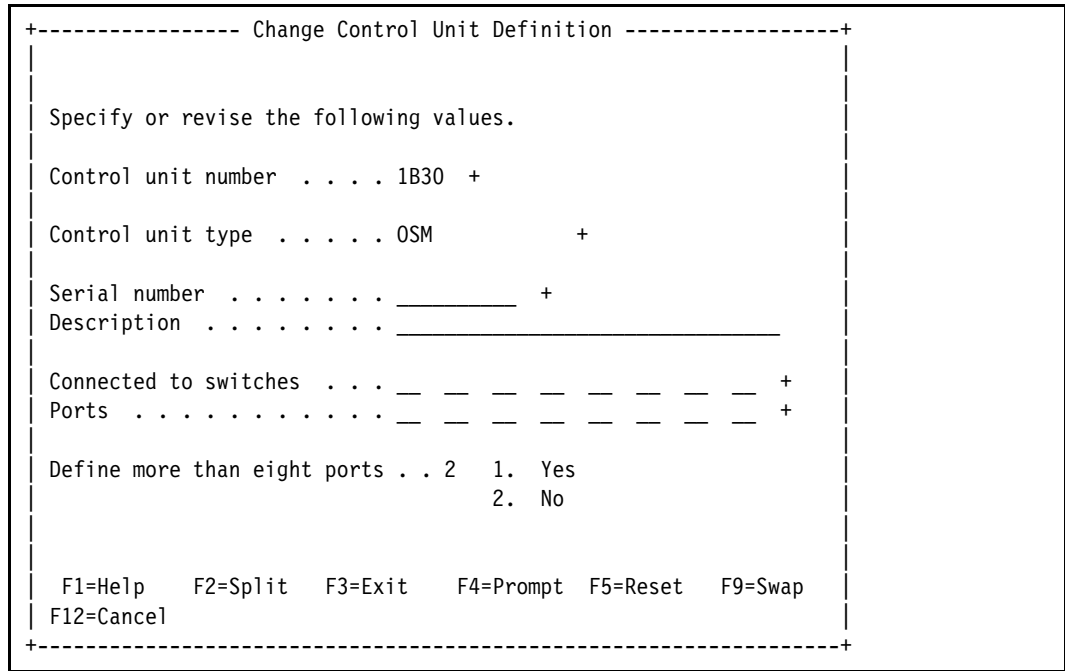 +----------------- Change Control Unit Definition ------------------+
Specify or revise the following values.
Control unit number . . . . 1B30 +
Control unit type . . . . . OSM +
Serial number . . . . . . . __________ +
Description . . . . . . . . ________________________________
Connected to switches . . . __ __ __ __ __ __ __ __ +
Ports . . . . . . . . . . . __ __ __ __ __ __ __ __ +
Define more than eight ports . . 2 1. Yes
2. No
F1=Help F2=Split F3=Exit F4=Prompt F5=Reset F9=Swap
F12=Cancel
+-------------------------------------------------------------------+